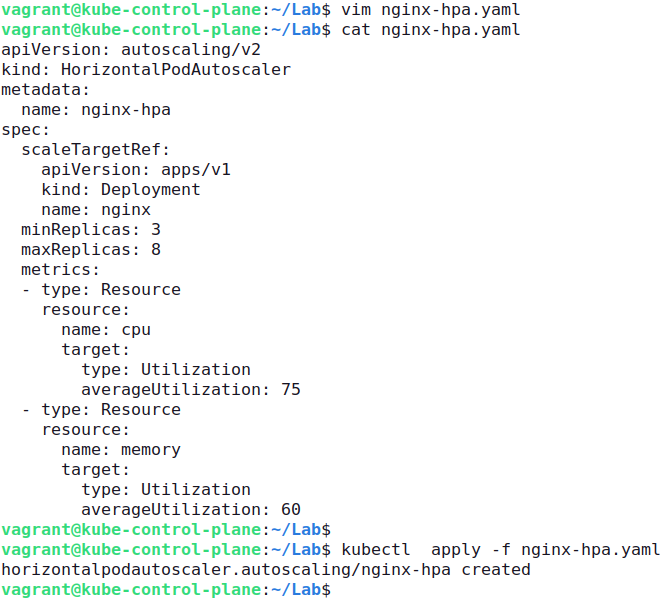 vagrant@kube-control-plane:~/Lab$ vim nginx-hpa.yaml
vagrant@kube-control-plane:~/Lab$ cat nginx-hpa.yaml
apiVersion: autoscaling/v2
kind: HorizontalPodAutoscaler
metadata:
  name: nginx-hpa
spec:
  scaleTargetRef:
    apiVersion: apps/v1
    kind: Deployment
    name: nginx
  minReplicas: 3
  maxReplicas: 8
  metrics:
  - type: Resource
    resource:
      name: cpu
      target:
        type: Utilization
        averageUtilization: 75
  - type: Resource
    resource:
      name: memory
      target:
        type: Utilization
        averageUtilization: 60
vagrant@kube-control-plane:~/Lab$
vagrant@kube-control-plane:~/Lab$ kubectl  apply -f nginx-hpa.yaml
horizontalpodautoscaler.autoscaling/nginx-hpa created
vagrant@kube-control-plane:~/Lab$